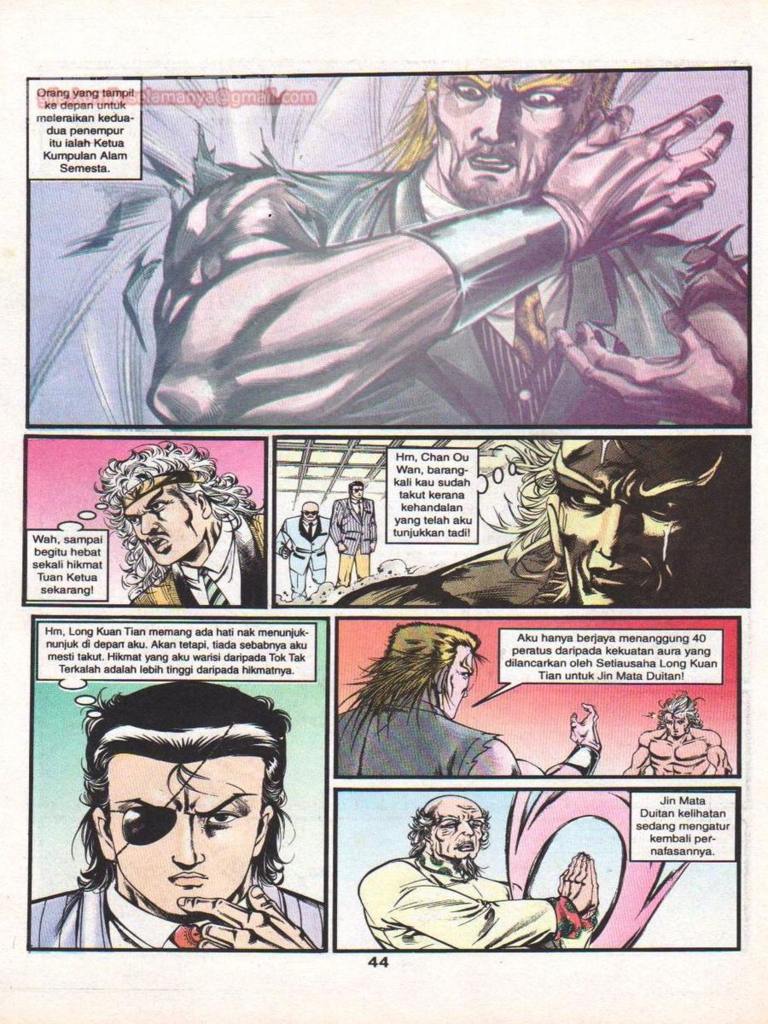 Orang yang tampil
ke depan untuk
meleraikan kedua-
dua penempur
itu ialah Ketua
Kumpulan Alam
Semesta.
selamanya@gmail.com
Wah, sampai
begitu hebat
sekali hikmat
Tuan Ketua
sekarang!
Hm, Chan Ou
Wan, barang-
kali kau sudah
takut kerana
kehandalan
yang telah aku
tunjukkan tadi!
Hm, Long Kuan Tian memang ada hati nak menunjuk-
nunjuk di depan aku. Akan tetapi, tiada sebabnya aku
mesti takut. Hikmat yang aku warisi daripada Tok Tak
Terkalah adalah lebih tinggi daripada hikmatnya.
Aku hanya berjaya menanggung 40
peratus daripada kekuatan aura yang
dilancarkan oleh Setiausaha Long Kuan
Tian untuk Jin Mata Duitan!
Jin Mata
Duitan kelihatan
sedang mengatur
kembali per-
nafasannya.
44